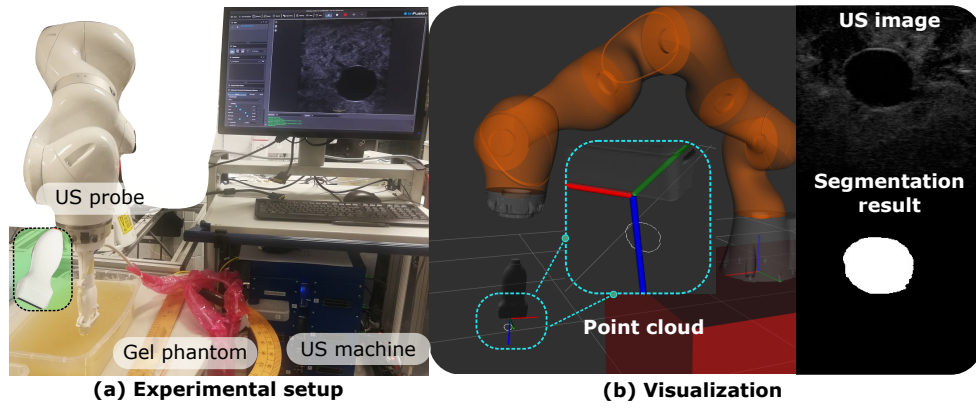 US probe
Gel phantom
US machine
(a) Experimental setup
Point cloud
US image
Segmentation
result
(b) Visualization